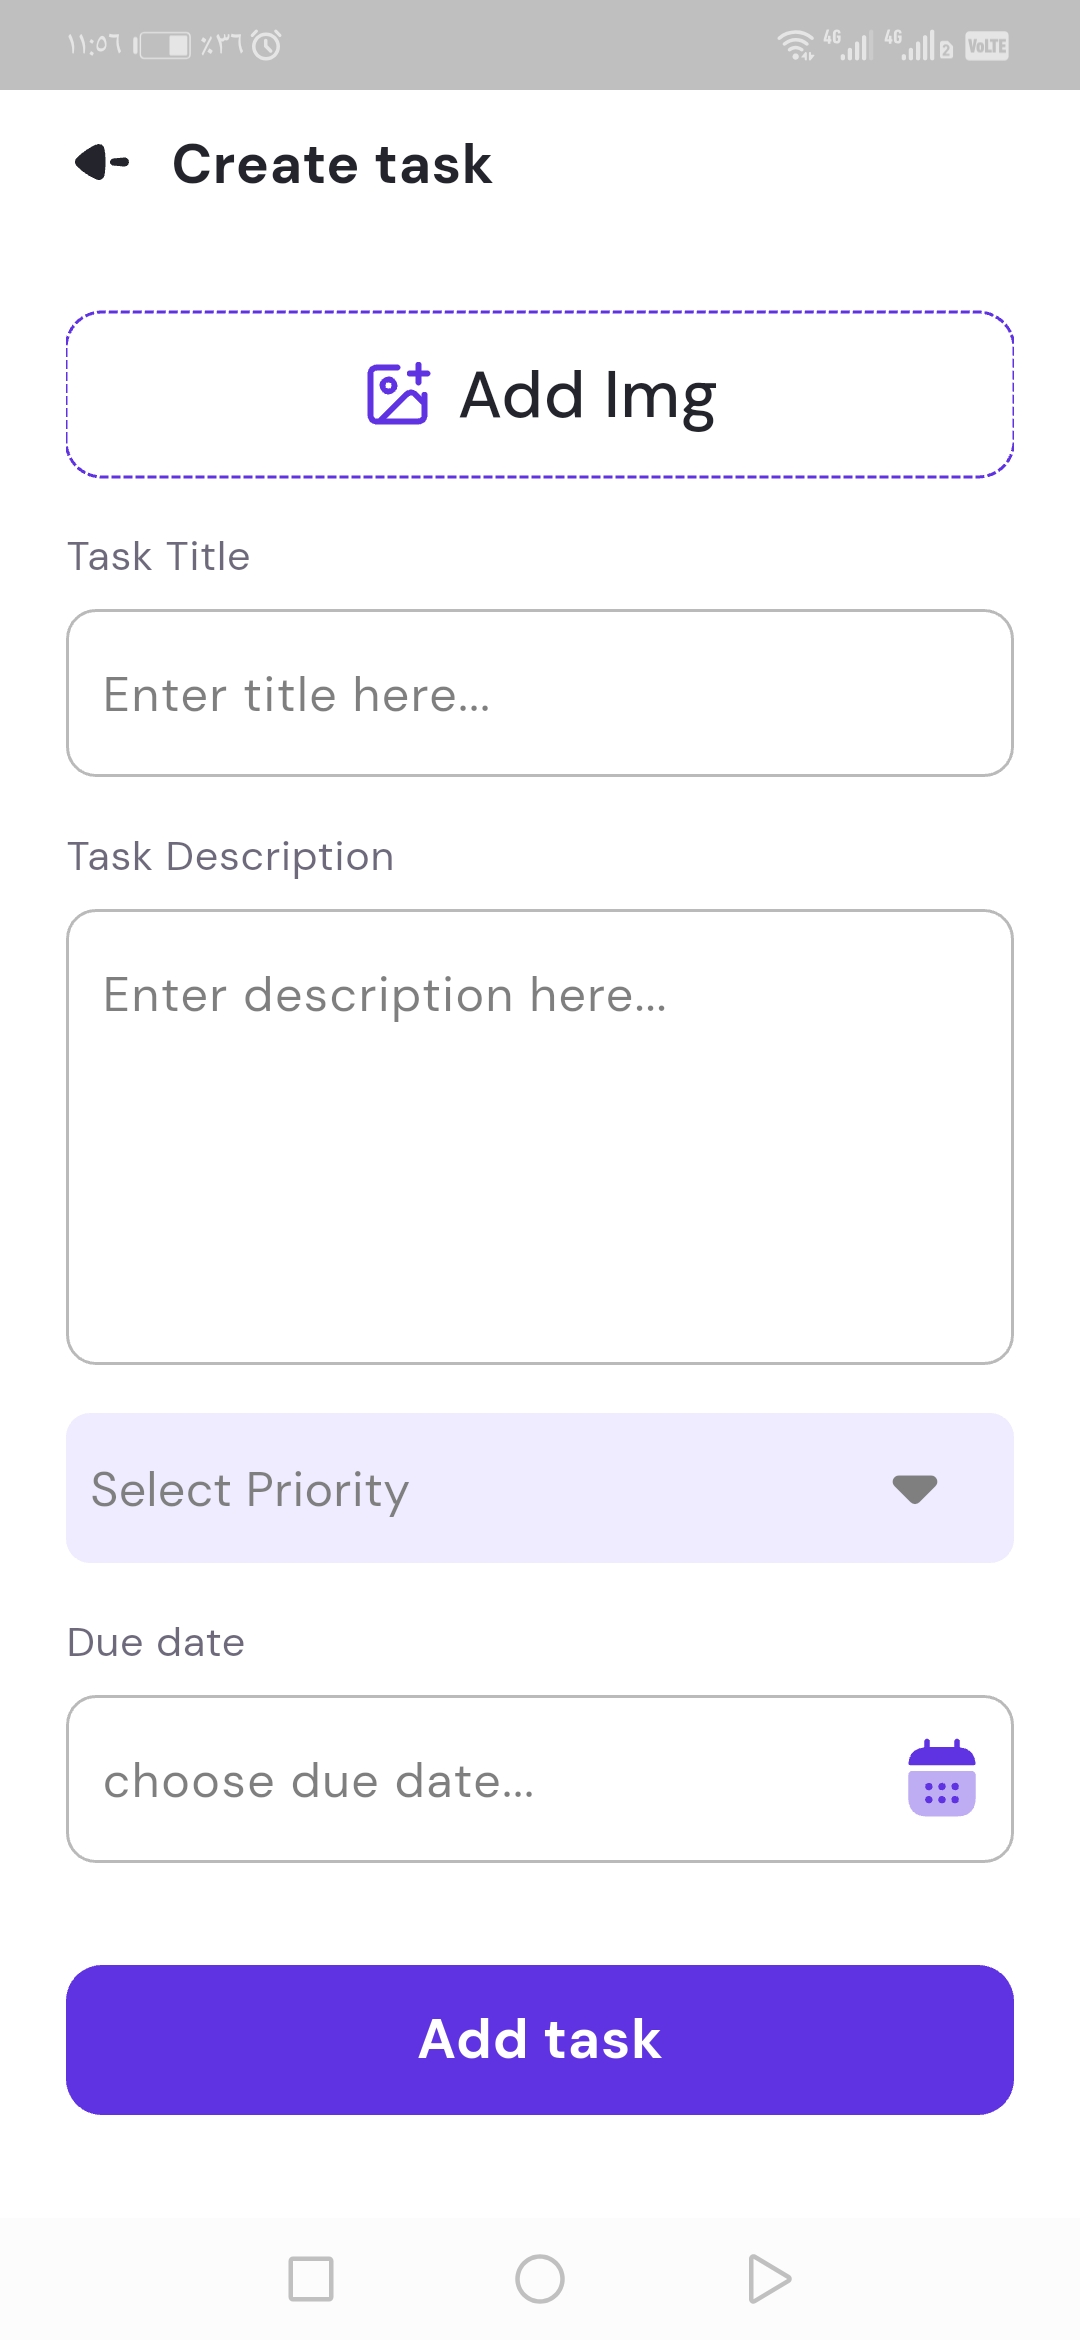 ١١:٥٦ ٪٣٦ 4G 4G 2 VoLTE
Create task
Add Img
Task Title
Enter title here...
Task Description
Enter description here...
Select Priority
Due date
choose due date...
Add task